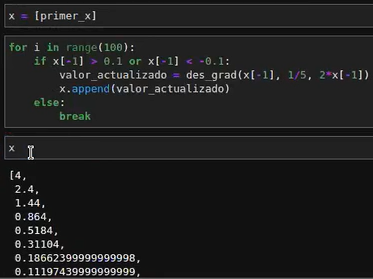 x = [primer_x]
for i in range(100):
    if x[-1] > 0.1 or x[-1] < -0.1:
        valor_actualizado = des_grad(x[-1], 1/5, 2*x[-1])
        x.append(valor_actualizado)
    else:
        break
x
[4,
 2.4,
 1.44,
 0.864,
 0.5184,
 0.31104,
 0.18662399999999998,
 0.11197439999999999,